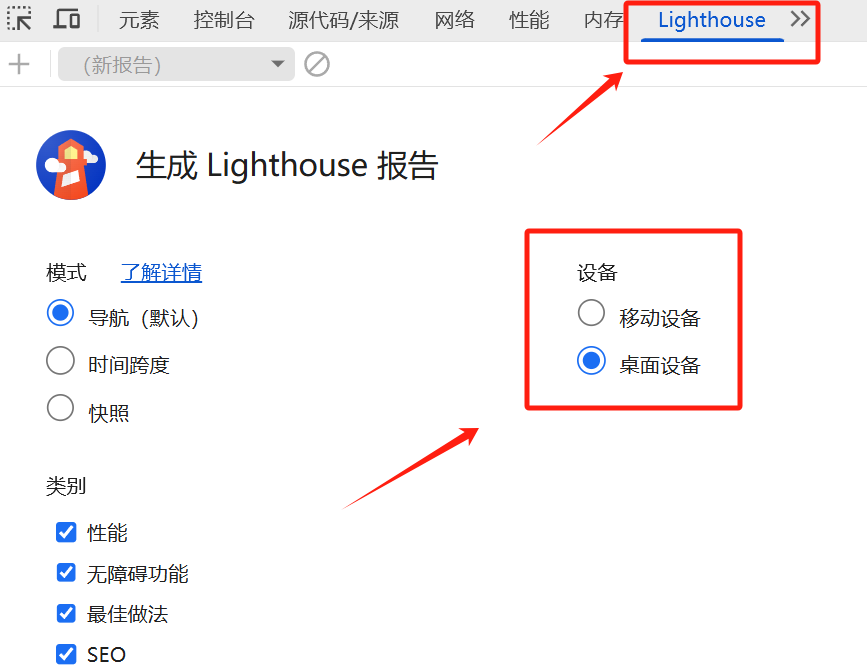 元素 控制台 源代码/来源 网络 性能 内存 Lighthouse
(新报告)
生成 Lighthouse 报告
模式 了解详情
导航（默认）
时间跨度
快照
设备
移动设备
桌面设备
类别
性能
无障碍功能
最佳做法
SEO